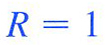 R = 1